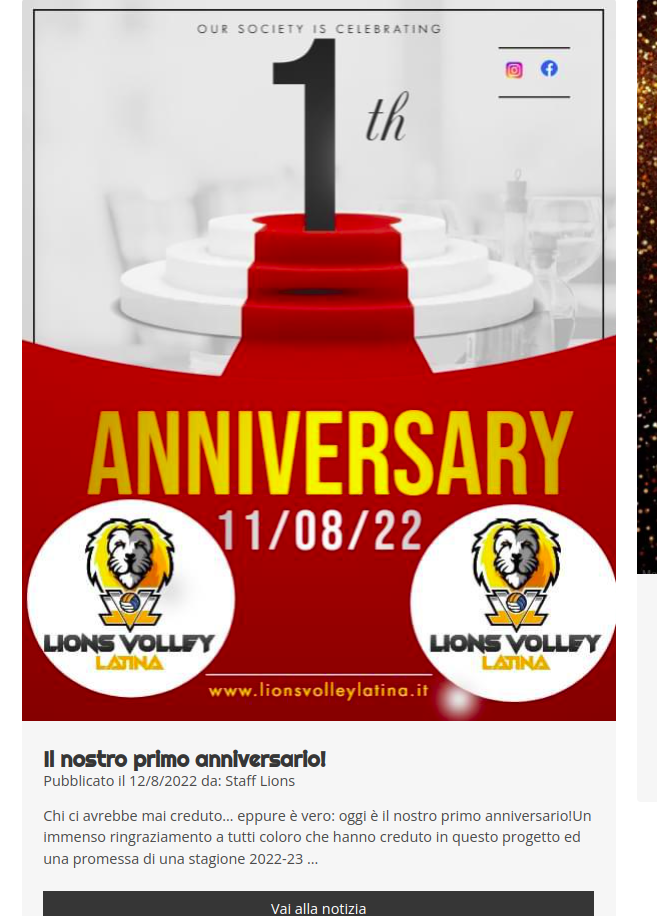 OUR SOCIETY IS CELEBRATING
1
th
ANNIVERSARY
11/08/22
LIONS VOLLEY
LATINA
LIONS VOLLEY
LATINA
www.lionsvolleylatina.it
Il nostro primo anniversario!
Pubblicato il 12/8/2022 da: Staff Lions
Chi ci avrebbe mai creduto... eppure è vero: oggi è il nostro primo anniversario!Un
immenso ringraziamento a tutti coloro che hanno creduto in questo progetto ed
una promessa di una stagione 2022-23 ...
Vai alla notizia